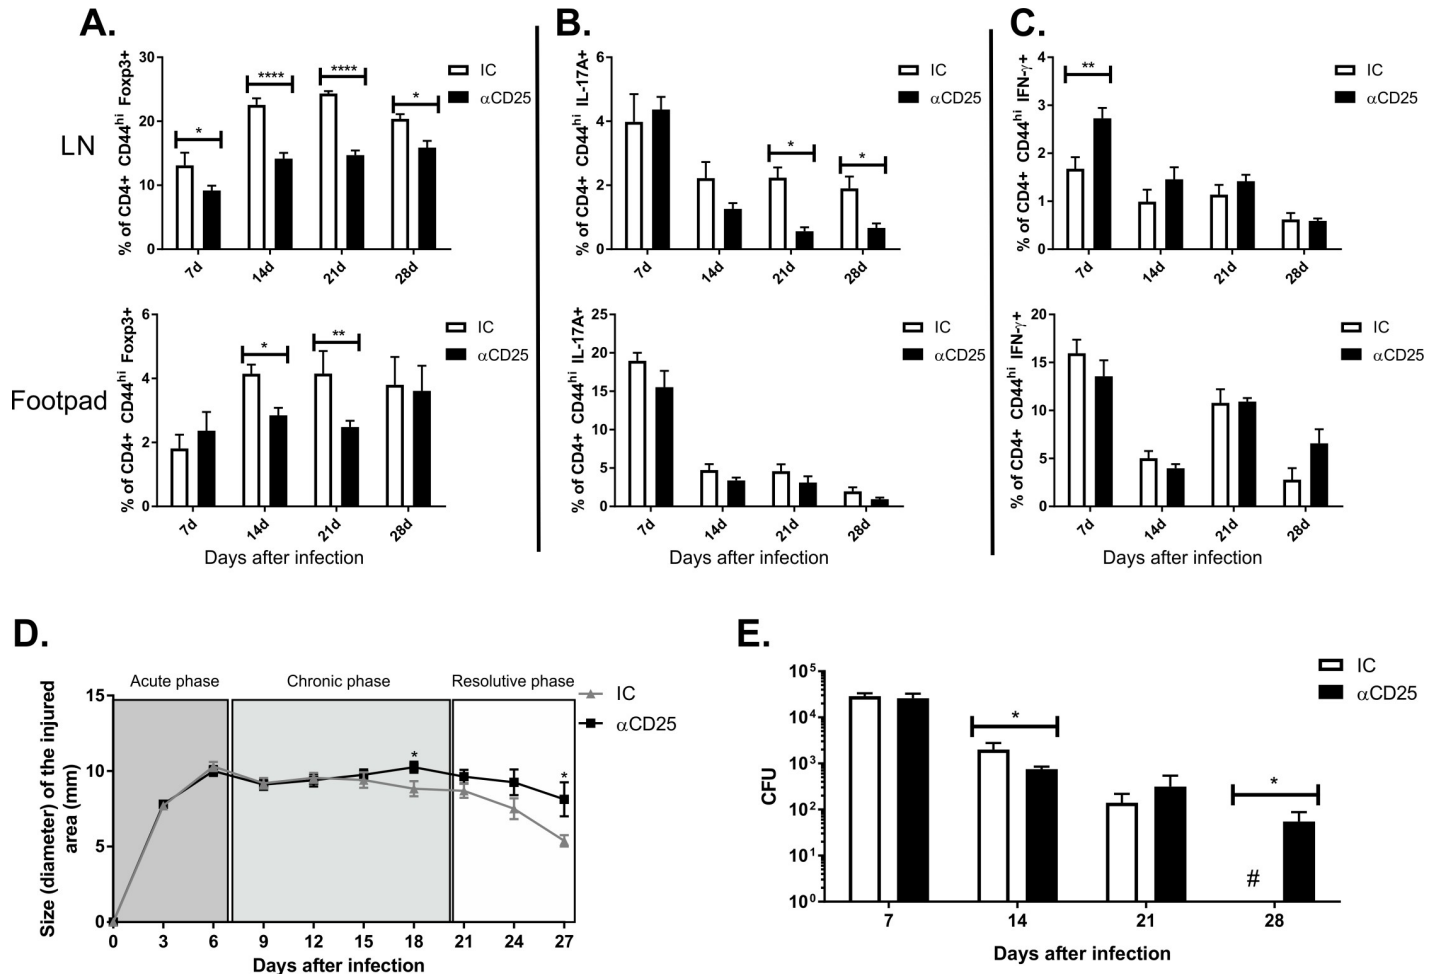 A.
B.
C.
LN
% of CD4+ CD44hi Foxp3+
30
20
10
0
* **** **** *
IC
αCD25
7d 14d 21d 28d
% of CD4+ CD44hi IL-17A+
6
4
2
0
* *
IC
αCD25
7d 14d 21d 28d
% of CD4+ CD44hi IFN-γ+
4
3
2
1
0
**
IC
αCD25
7d 14d 21d 28d
Footpad
% of CD4+ CD44hi Foxp3+
6
4
2
0
* **
IC
αCD25
7d 14d 21d 28d
Days after infection
% of CD4+ CD44hi IL-17A+
25
20
15
10
5
0
IC
αCD25
7d 14d 21d 28d
Days after infection
% of CD4+ CD44hi IFN-γ+
20
15
10
5
0
IC
αCD25
7d 14d 21d 28d
Days after infection
D.
Acute phase Chronic phase Resolutive phase
Size (diameter) of the injured
area (mm)
15
10
5
0
* *
IC
αCD25
0 3 6 9 12 15 18 21 24 27
Days after infection
E.
CFU
10⁵
10⁴
10³
10²
10¹
10⁰
* *
#
IC
αCD25
7 14 21 28
Days after infection